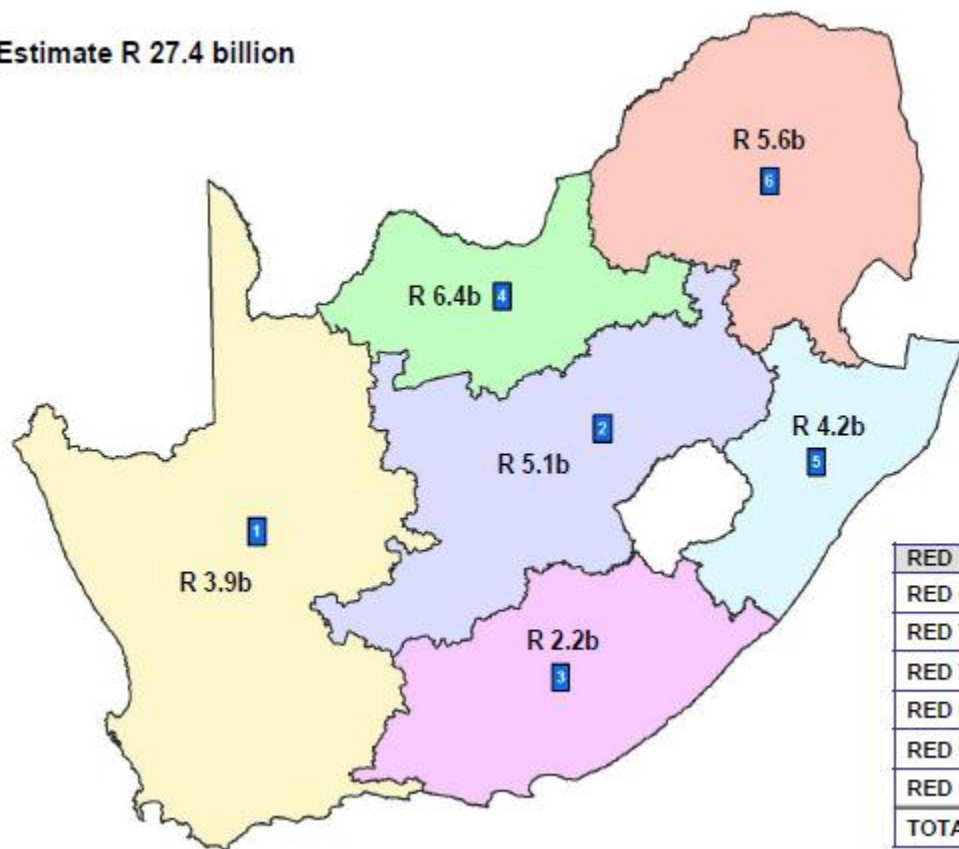 Estimate R 27.4 billion
R 5.6b
6
R 6.4b 4
2
R 4.2b
R 5.1b
5
1
R 3.9b
R 2.2b
3
RED
RED
RED
RED
RED
RED
RED
TOTA